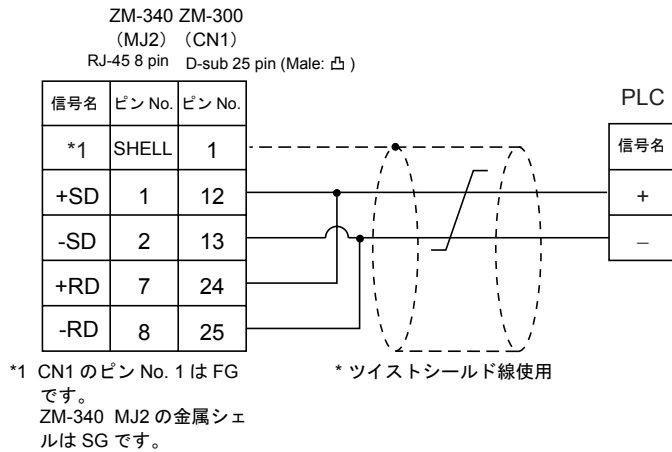 ZM-340 ZM-300
（MJ2）（CN1）
RJ-45 8 pin D-sub 25 pin (Male: 凸 )
PLC
信号名 ピン No. ピン No.
信号名
*1 SHELL 1
+SD 1 12
+
-SD 2 13
−
+RD 7 24
-RD 8 25
*1 CN1 のピン No. 1 は FG
です。
ZM-340 MJ2 の金属シェ
ルは SG です。
* ツイストシールド線使用